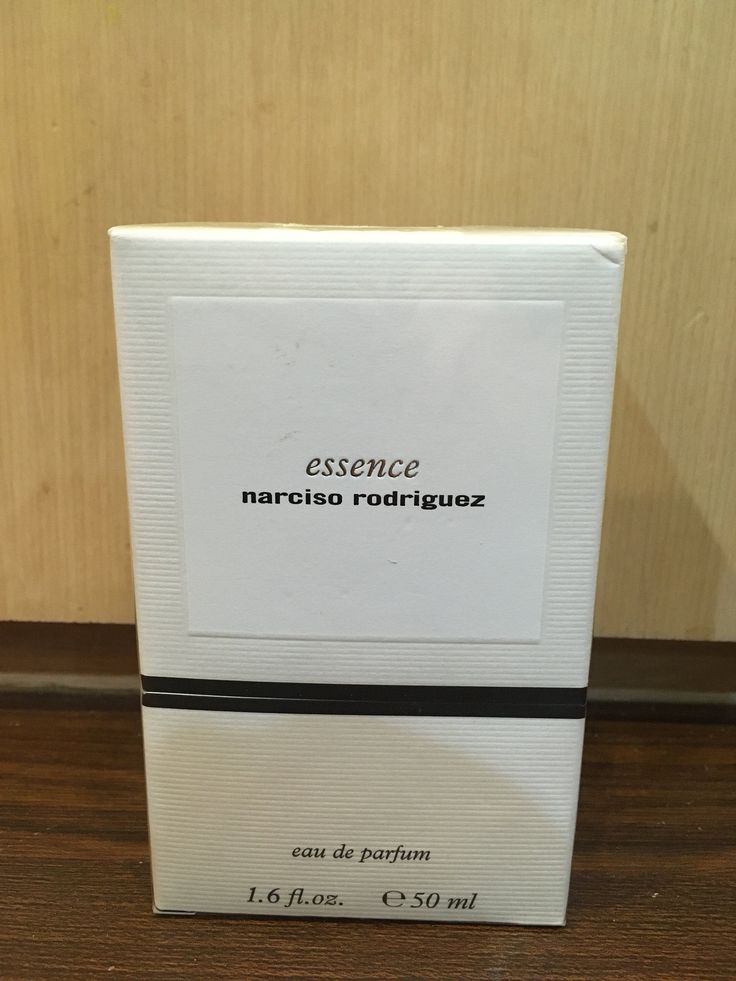 essence
narciso rodriguez
eau de parfum
1.6 fl.oz. ℮ 50 ml